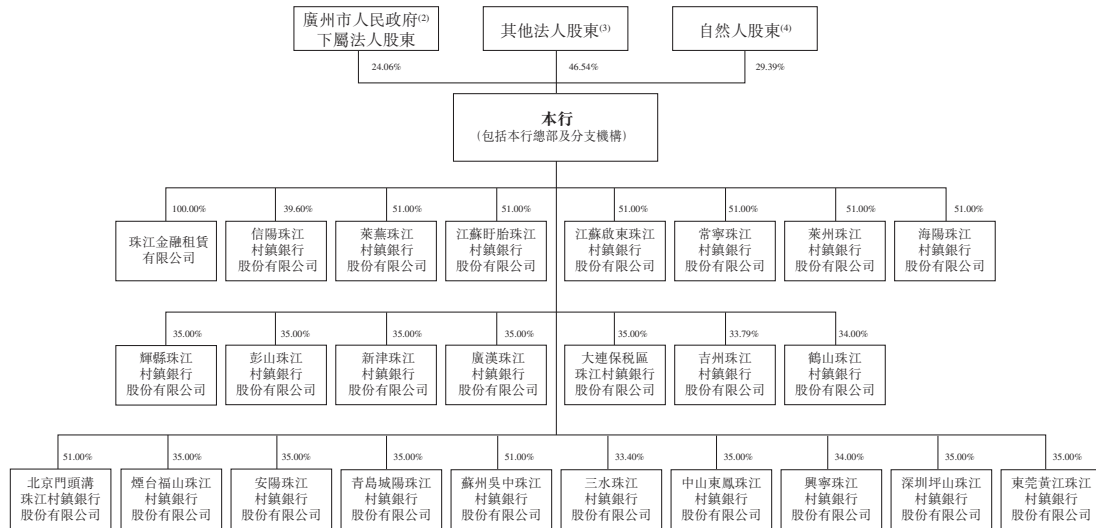 廣州市人民政府(2)
下屬法人股東
其他法人股東(3)
自然人股東(4)
24.06%
46.54%
29.39%
本行
(包括本行總部及分支機構)
100.00%
39.60%
51.00%
51.00%
51.00%
51.00%
51.00%
51.00%
珠江金融租賃
有限公司
信陽珠江
村鎮銀行
股份有限公司
萊蕪珠江
村鎮銀行
股份有限公司
江蘇盱眙珠江
村鎮銀行
股份有限公司
江蘇啟東珠江
村鎮銀行
股份有限公司
常寧珠江
村鎮銀行
股份有限公司
萊州珠江
村鎮銀行
股份有限公司
海陽珠江
村鎮銀行
股份有限公司
35.00%
35.00%
35.00%
35.00%
35.00%
33.79%
34.00%
輝縣珠江
村鎮銀行
股份有限公司
彭山珠江
村鎮銀行
股份有限公司
新津珠江
村鎮銀行
股份有限公司
廣漢珠江
村鎮銀行
股份有限公司
大連保稅區
珠江村鎮銀行
股份有限公司
吉州珠江
村鎮銀行
股份有限公司
鶴山珠江
村鎮銀行
股份有限公司
51.00%
35.00%
35.00%
35.00%
51.00%
33.40%
35.00%
34.00%
35.00%
35.00%
北京門頭溝
珠江村鎮銀行
股份有限公司
煙台福山珠江
村鎮銀行
股份有限公司
安陽珠江
村鎮銀行
股份有限公司
青島城陽珠江
村鎮銀行
股份有限公司
蘇州吳中珠江
村鎮銀行
股份有限公司
三水珠江
村鎮銀行
股份有限公司
中山東鳳珠江
村鎮銀行
股份有限公司
興寧珠江
村鎮銀行
股份有限公司
深圳坪山珠江
村鎮銀行
股份有限公司
東莞黃江珠江
村鎮銀行
股份有限公司